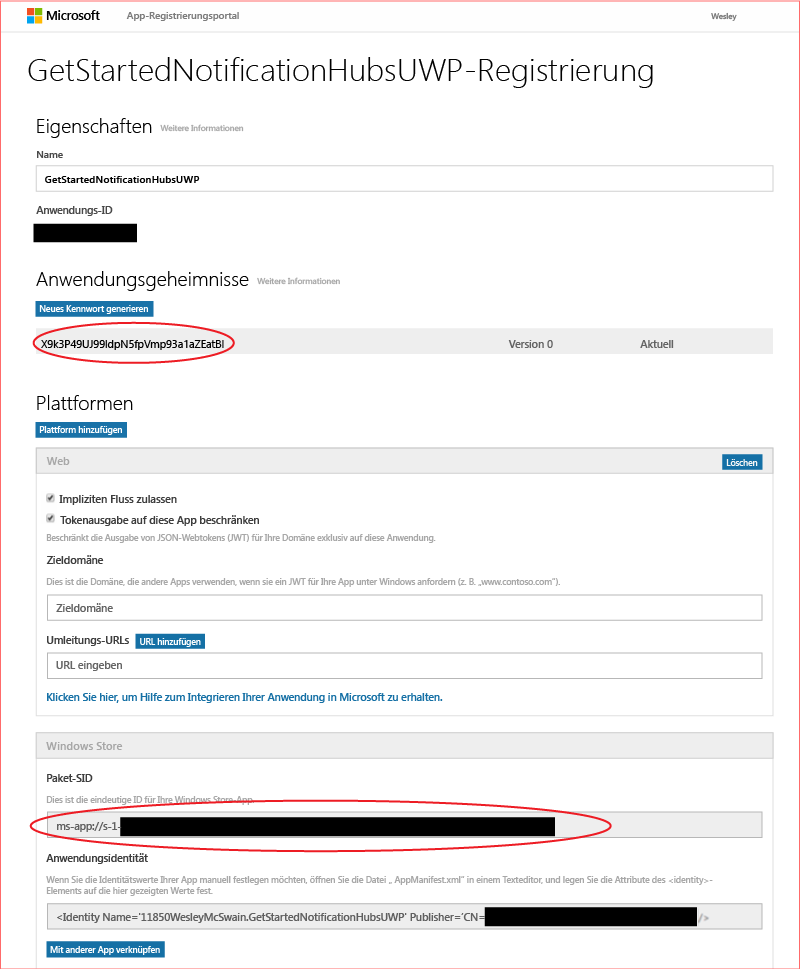 Microsoft App-Registrierungsportal Wesley
GetStartedNotificationHubsUWP-Registrierung
Eigenschaften Weitere Informationen
Name
GetStartedNotificationHubsUWP
Anwendungs-ID
Anwendungsgeheimnisse Weitere Informationen
Neues Kennwort generieren
X9k3P49UJ99ldpN5fpVmp93a1aZEatBl Version 0 Aktuell
Plattformen
Plattform hinzufügen
Web Löschen
Impliziten Fluss zulassen
Tokenausgabe auf diese App beschränken
Beschränkt die Ausgabe von JSON-Webtokens (JWT) für Ihre Domäne exklusiv auf diese Anwendung.
Zieldomäne
Dies ist die Domäne, die andere Apps verwenden, wenn sie ein JWT für Ihre App unter Windows anfordern (z. B. „www.contoso.com").
Zieldomäne
Umleitungs-URLs URL hinzufügen
URL eingeben
Klicken Sie hier, um Hilfe zum Integrieren Ihrer Anwendung in Microsoft zu erhalten.
Windows Store
Paket-SID
Dies ist die eindeutige ID für Ihre Windows Store-App.
ms-app://s-1-
Anwendungsidentität
Wenn Sie die Identitätswerte Ihrer App manuell festlegen möchten, öffnen Sie die Datei „ AppManifest.xml" in einem Texteditor, und legen Sie die Attribute des <identity>-
Elements auf die hier gezeigten Werte fest.
<Identity Name='11850WesleyMcSwain.GetStartedNotificationHubsUWP' Publisher='CN= />
Mit anderer App verknüpfen